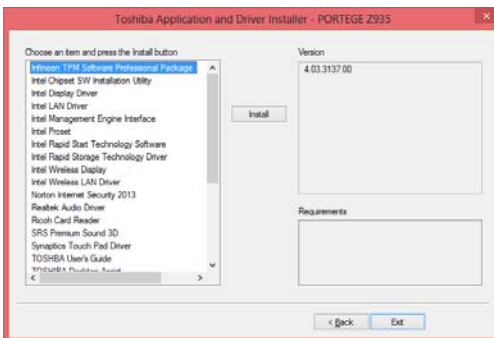 Toshiba Application and Driver Installer - PORTEGE Z935
Choose an item and press the Install button
Infineon TPM Software Professional Package
Intel Chipset SW Installation Utility
Intel Display Driver
Intel LAN Driver
Intel Management Engine Interface
Intel Proset
Intel Rapid Start Technology Software
Intel Rapid Storage Technology Driver
Intel Wireless Display
Intel Wireless LAN Driver
Norton Internet Security 2013
Realtek Audio Driver
Ricoh Card Reader
SRS Premium Sound 3D
Synaptics Touch Pad Driver
TOSHIBA User's Guide
TOSHIBA Desktop Assist
Install
Version
4.03.3137.00
Requirements
< Back
Exit